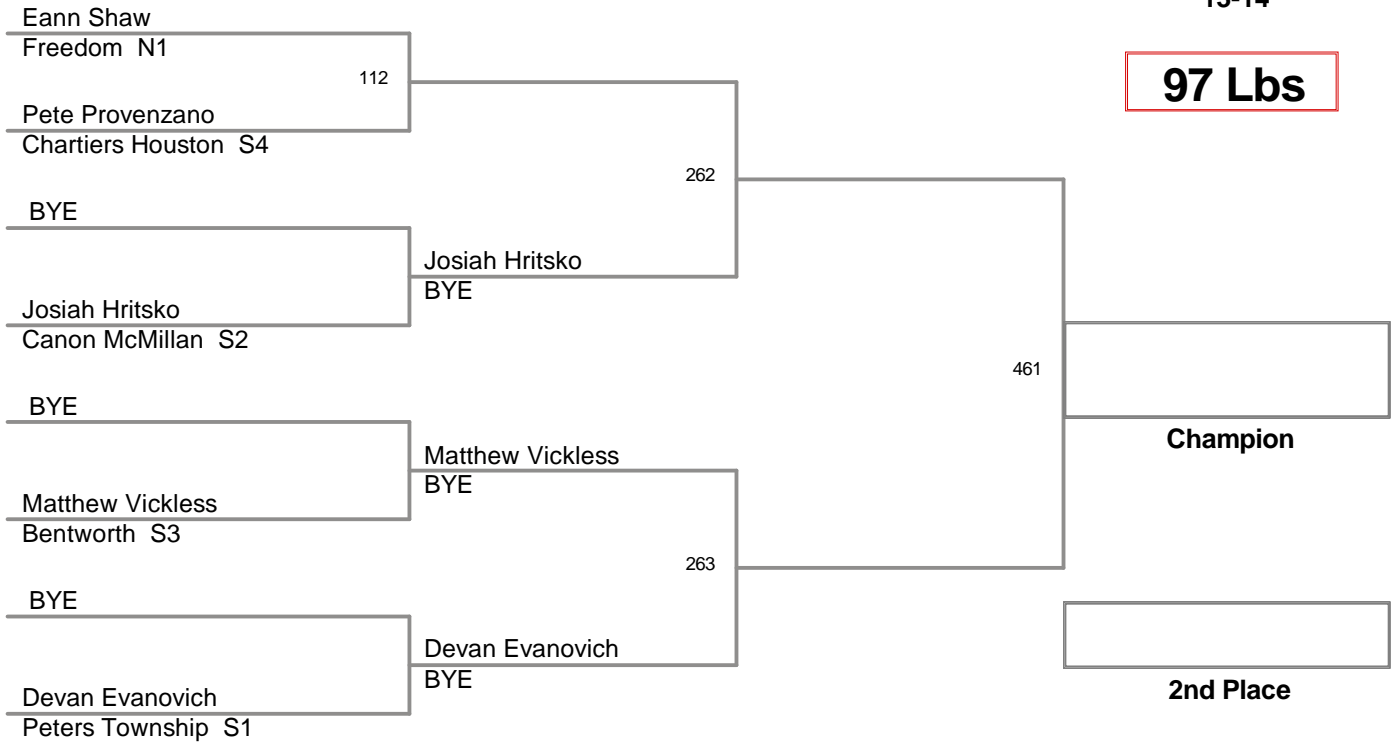 13-14
97 Lbs
Eann Shaw
Freedom N1
112
Pete Provenzano
Chartiers Houston S4
262
BYE
Josiah Hritsko
BYE
Josiah Hritsko
Canon McMillan S2
461
BYE
Champion
Matthew Vickless
BYE
Matthew Vickless
Bentworth S3
263
BYE
Devan Evanovich
BYE
2nd Place
Devan Evanovich
Peters Township S1